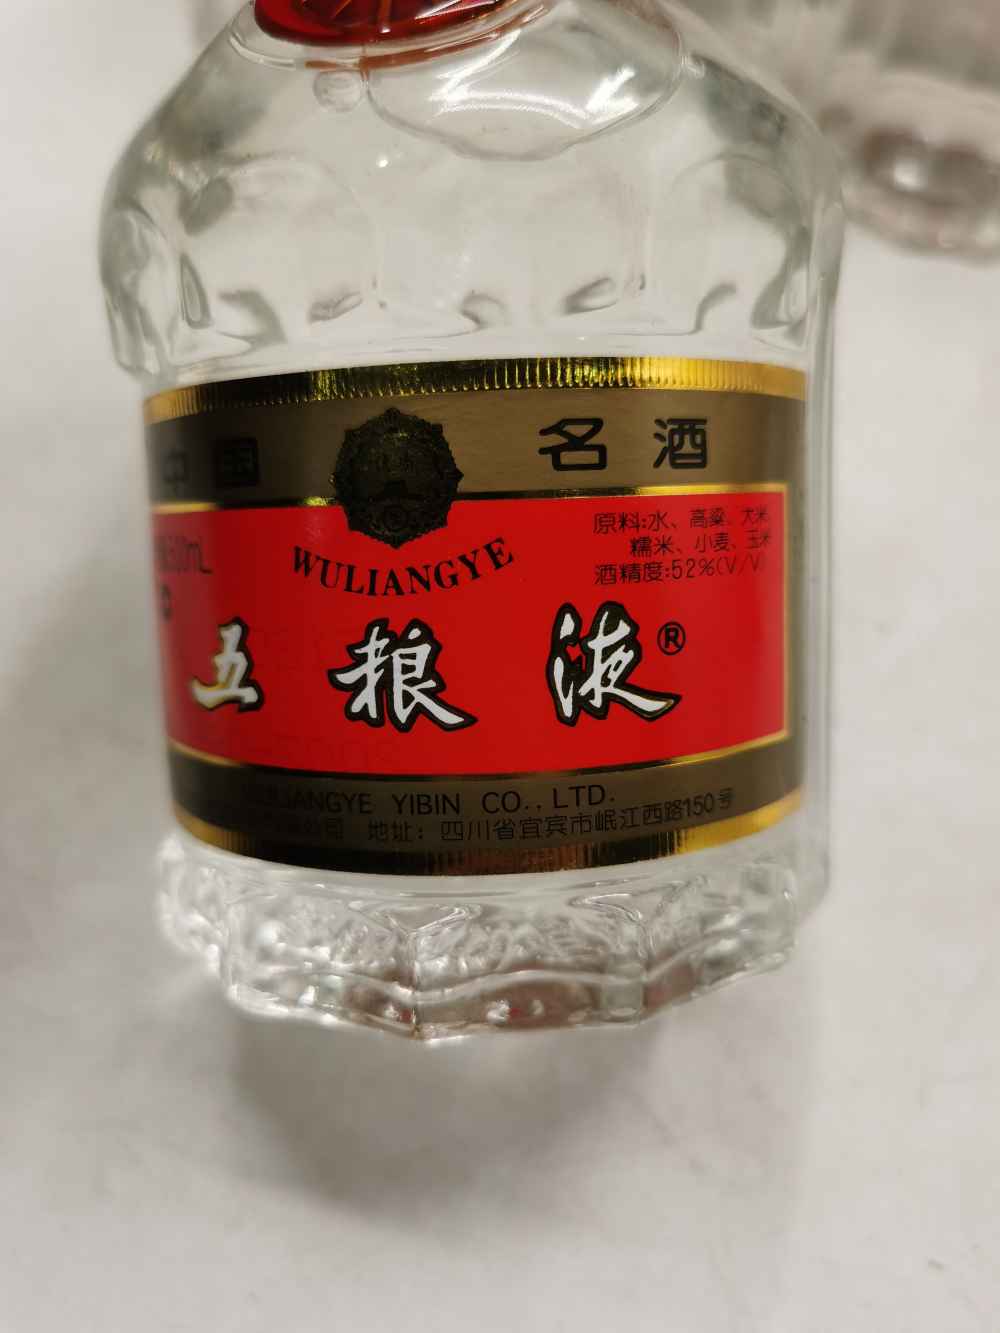 中国 名酒
WULIANGYE
原料:水、高粱、大米
糯米、小麦、玉米
酒精度:52%(V/V)
五粮液®
YIBIN CO.,LTD.
地址：四川省宜宾市岷江西路150号